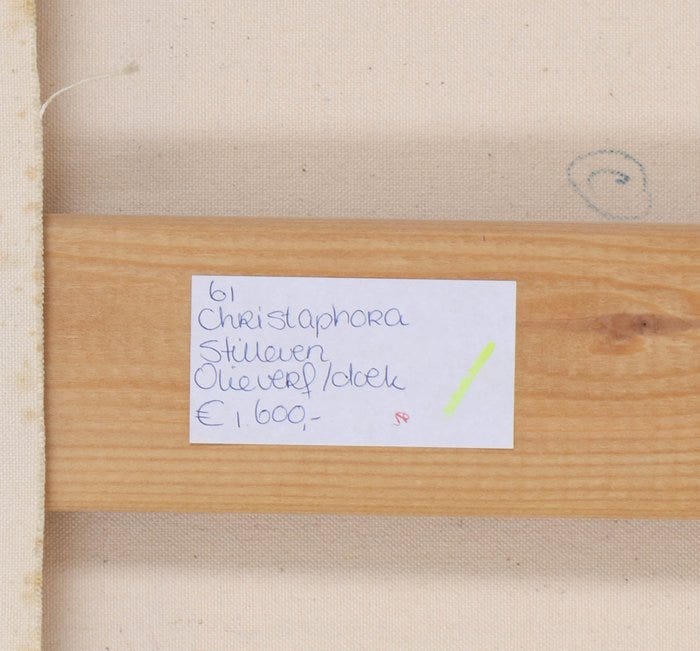 61
Christaphora
Stilleven
Olieverf/doek
€ 1.600,-